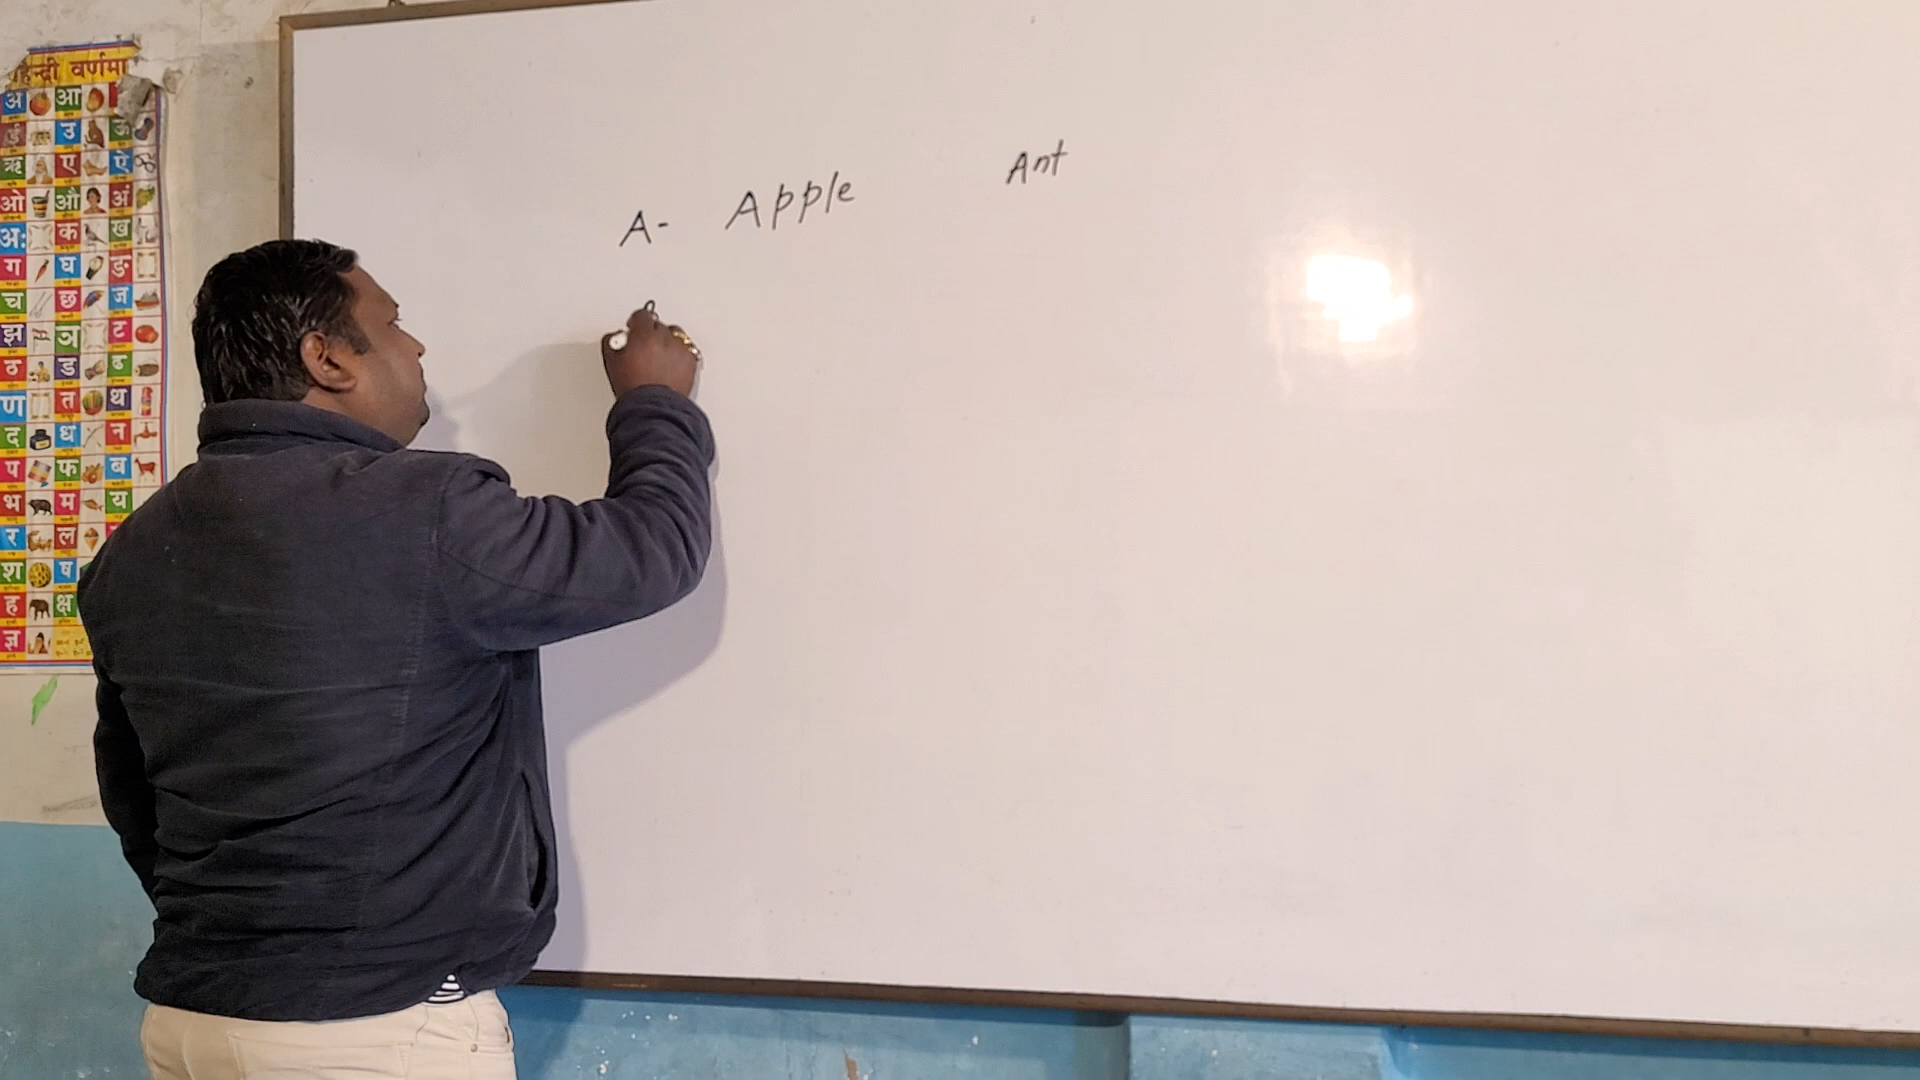 हिन्दी वर्णमा
अ आ
ई उ ऊ
ऋ ए ऐ
ओ औ अं
अः क ख
ग घ ङ
च छ ज
झ ञ ट
ठ ड ढ
ण त थ
द ध न
प फ ब
भ म य
र ल
श ष
ह क्ष
ज्ञ
A- Apple Ant